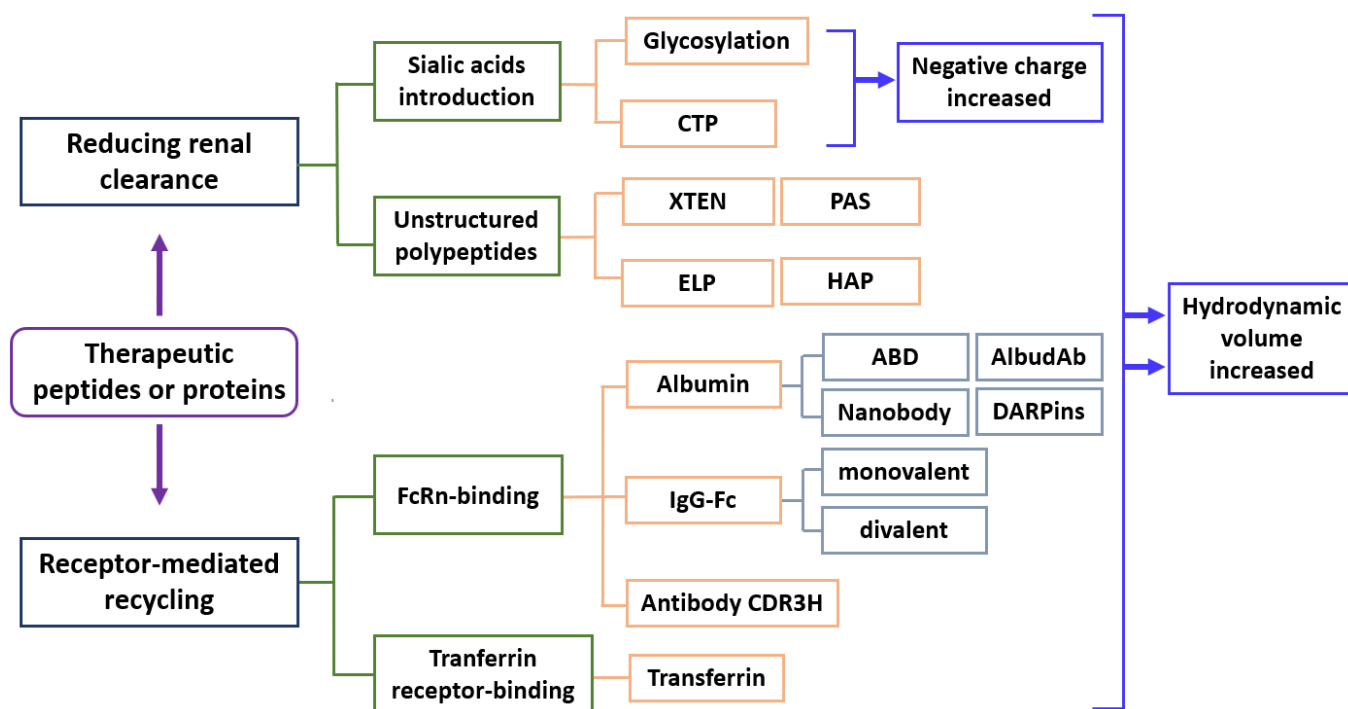 Reducing renal
clearance
Therapeutic
peptides or proteins
Receptor-mediated
recycling
Sialic acids
introduction
Unstructured
polypeptides
FcRn-binding
Tranferrin
receptor-binding
Glycosylation
CTP
XTEN
PAS
ELP
HAP
Albumin
IgG-Fc
Antibody CDR3H
Transferrin
ABD
AlbudAb
Nanobody
DARPins
monovalent
divalent
Negative charge
increased
Hydrodynamic
volume
increased